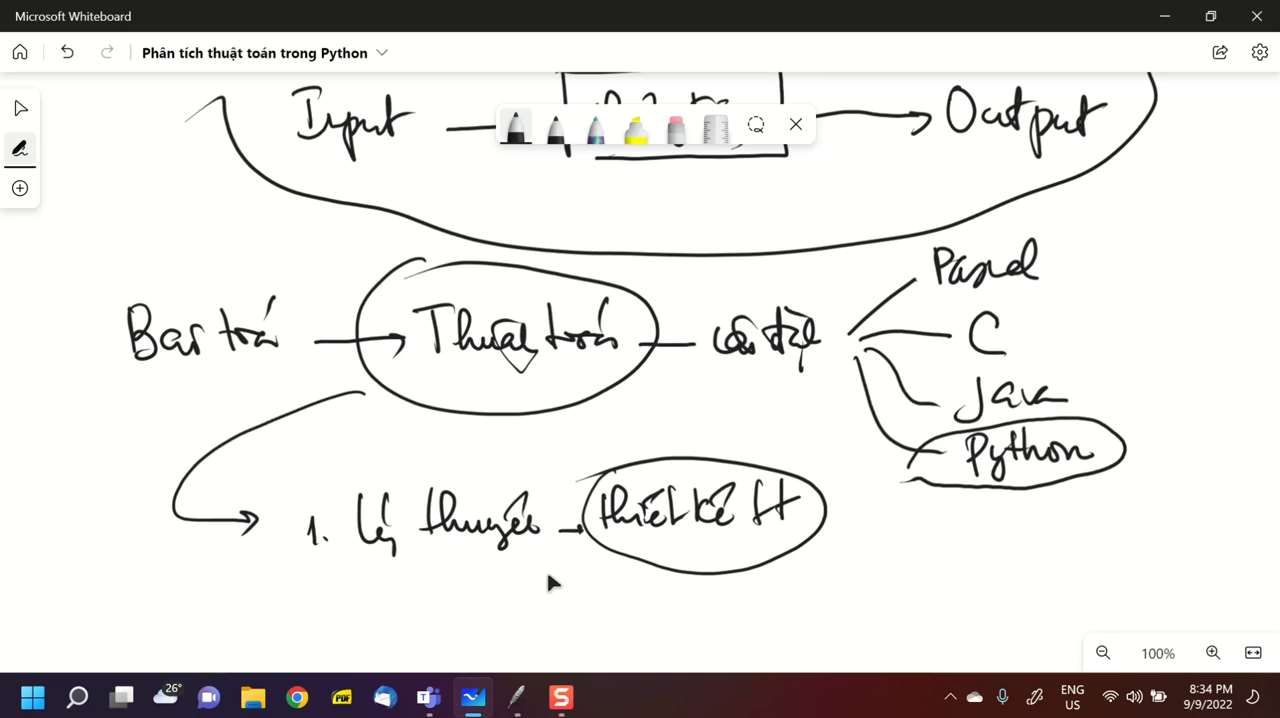 Microsoft Whiteboard
Phân tích thuật toán trong Python
Input Output
Bài toán Thuật toán cài đặt
Pascal
C
Java
Python
1. Lý thuyết thiết kế tt
100%
26°
PDF
S
ENG
US
8:34 PM
9/9/2022